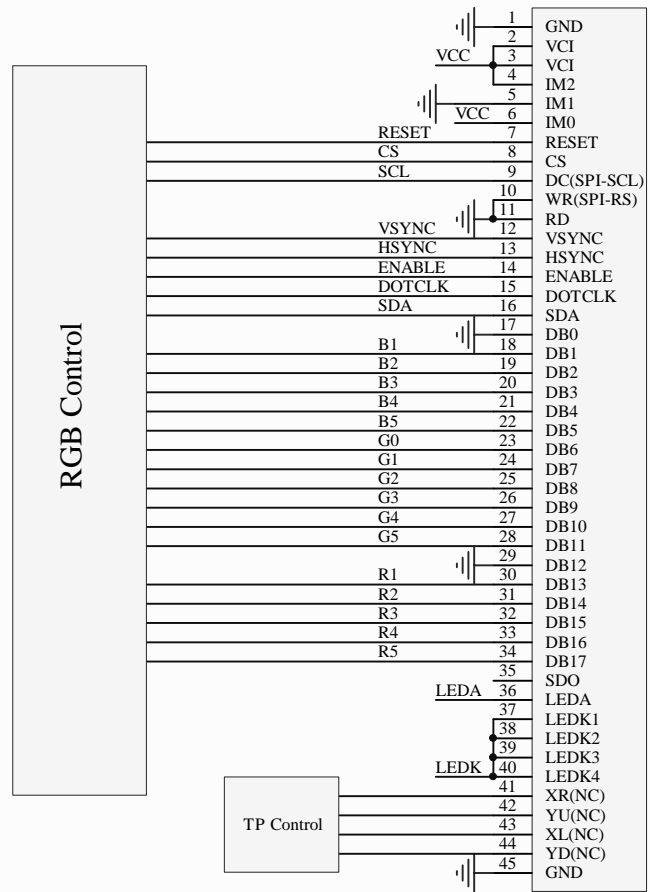 1 GND
2 VCI
VCC 3 VCI
4 IM2
5 IM1
VCC 6 IM0
RESET 7 RESET
CS 8 CS
SCL 9 DC(SPI-SCL)
10 WR(SPI-RS)
11 RD
VSYNC 12 VSYNC
HSYNC 13 HSYNC
ENABLE 14 ENABLE
DOTCLK 15 DOTCLK
SDA 16 SDA
17 DB0
B1 18 DB1
B2 19 DB2
B3 20 DB3
B4 21 DB4
B5 22 DB5
G0 23 DB6
G1 24 DB7
G2 25 DB8
G3 26 DB9
G4 27 DB10
G5 28 DB11
29 DB12
R1 30 DB13
R2 31 DB14
R3 32 DB15
R4 33 DB16
R5 34 DB17
35 SDO
LEDA 36 LEDA
37 LEDK1
38 LEDK2
39 LEDK3
LEDK 40 LEDK4
41 XR(NC)
42 YU(NC)
43 XL(NC)
44 YD(NC)
45 GND
RGB Control
TP Control